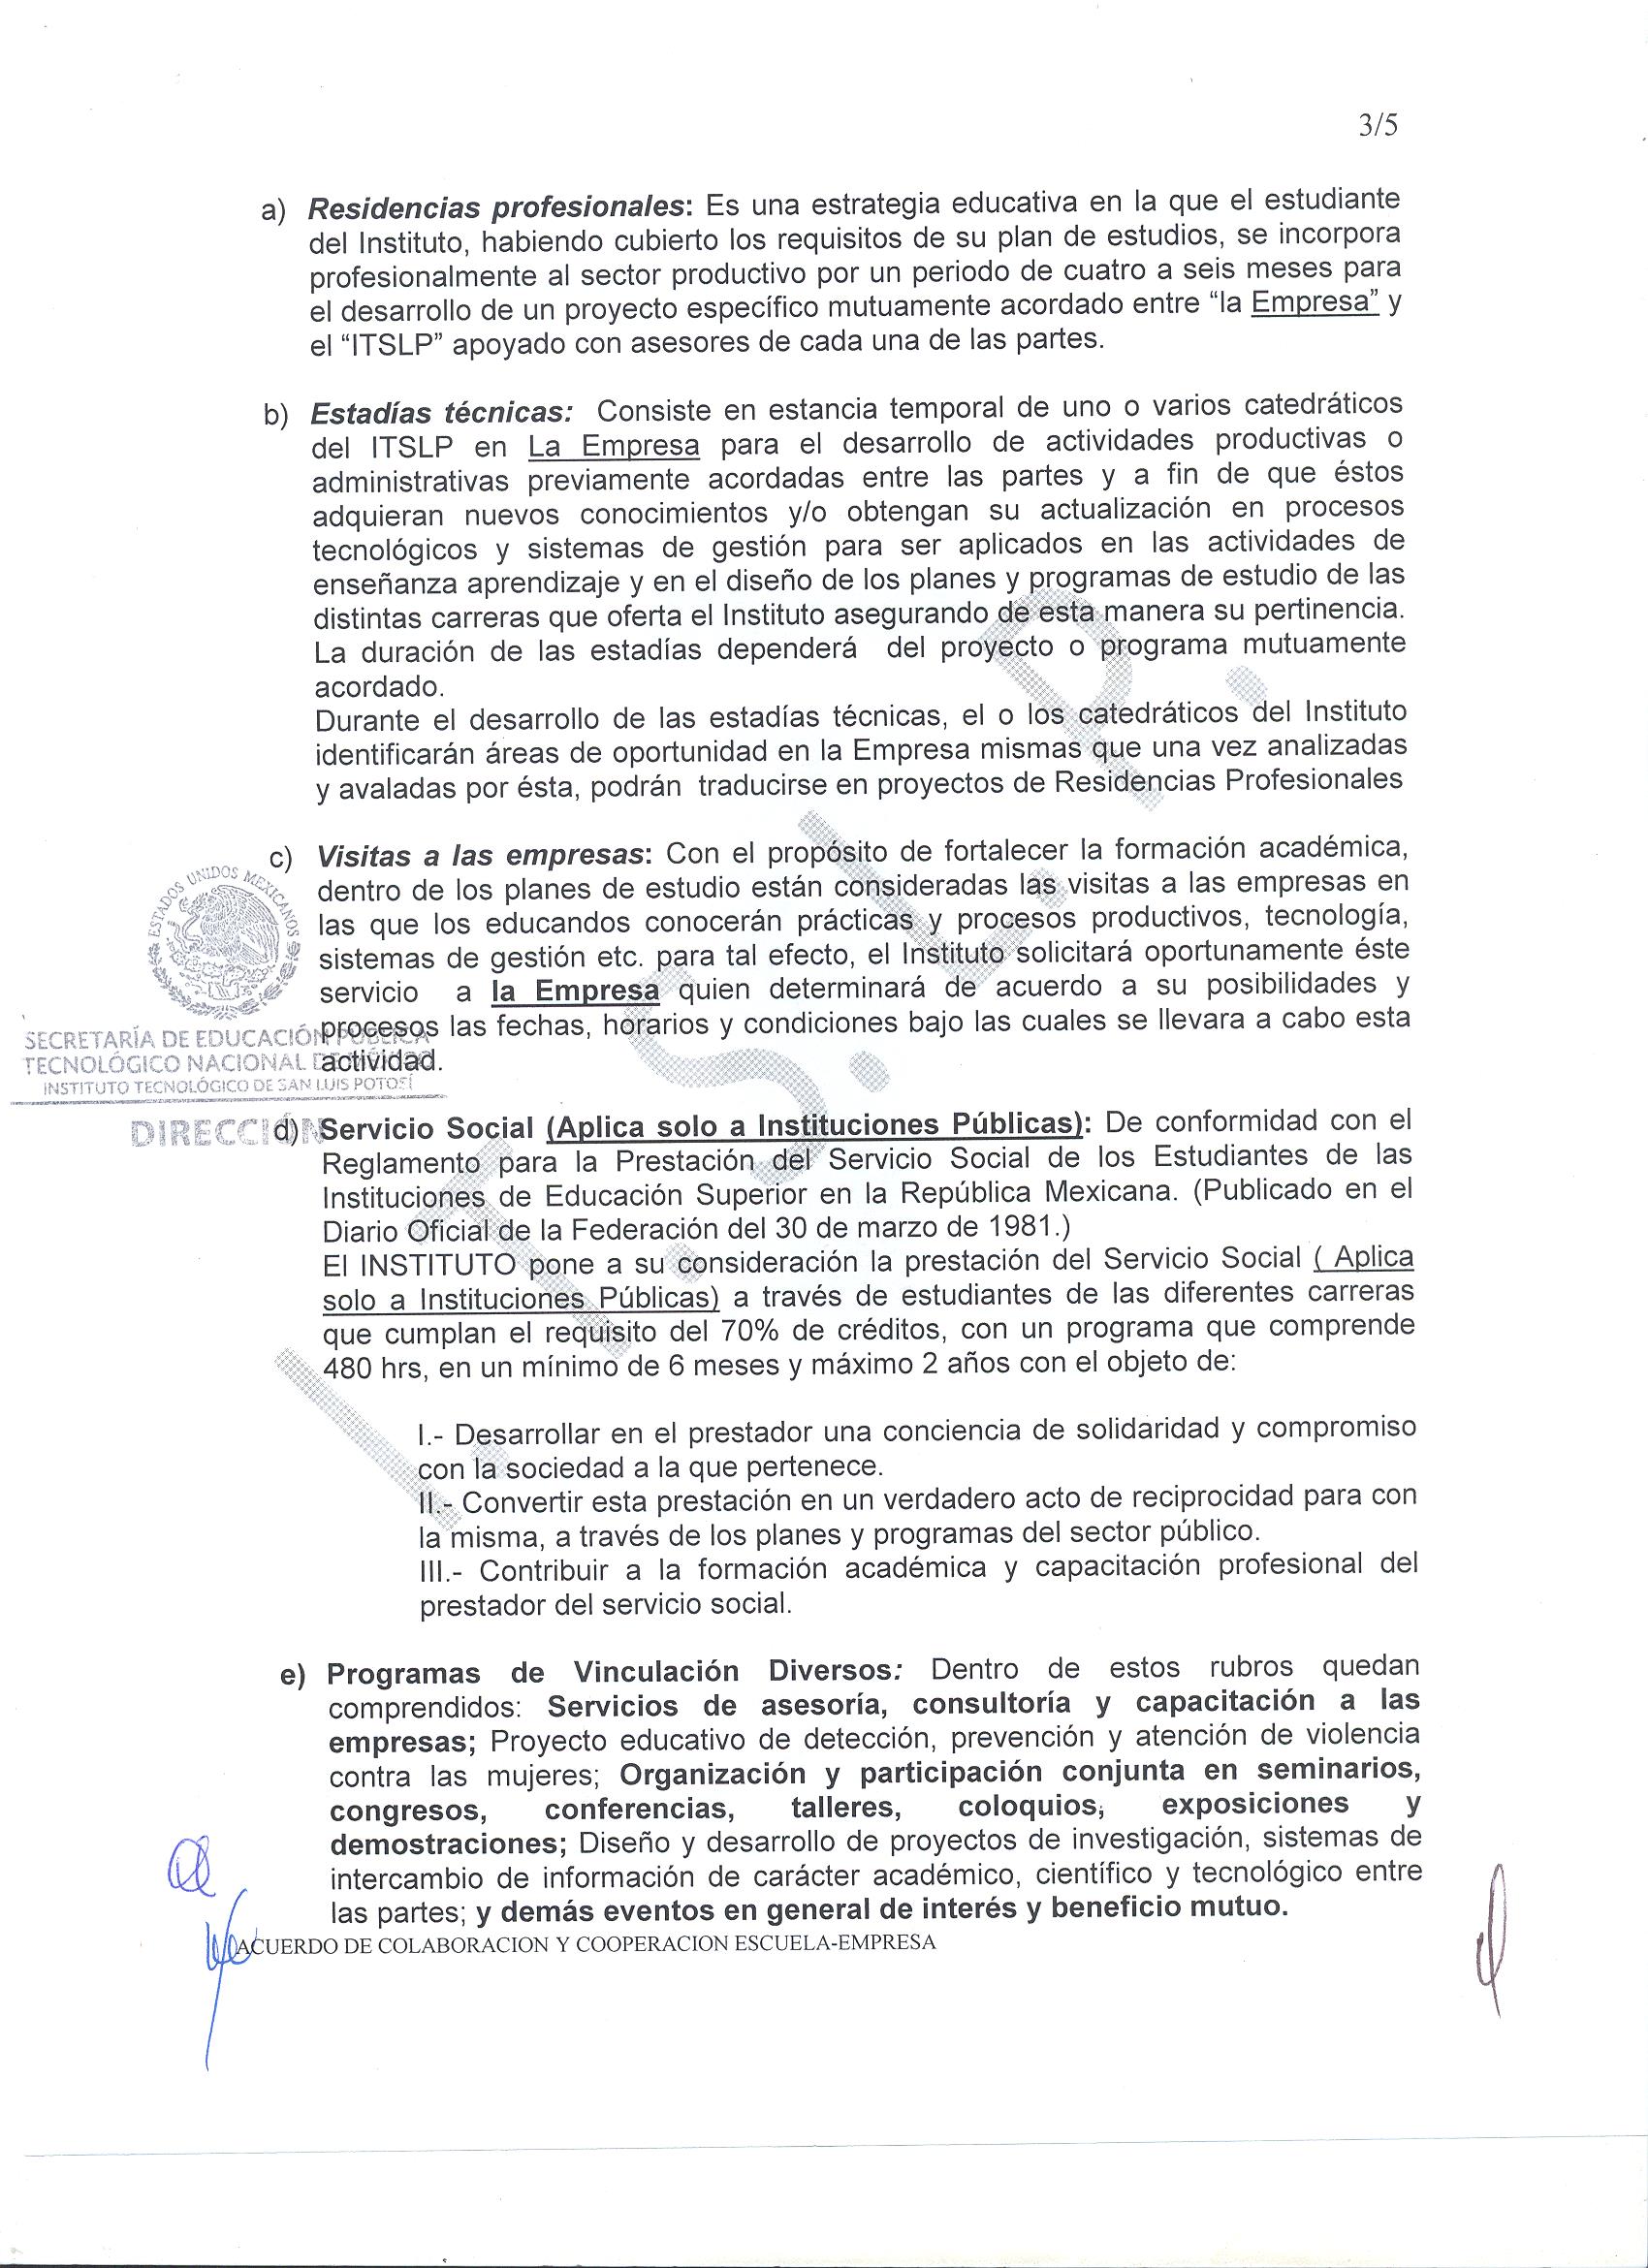 3/5
a) Residencias profesionales: Es una estrategia educativa en la que el estudiante
del Instituto, habiendo cubierto los requisitos de su plan de estudios, se incorpora
profesionalmente al sector productivo por un periodo de cuatro a seis meses para
el desarrollo de un proyecto específico mutuamente acordado entre “la Empresa” y
el “ITSLP” apoyado con asesores de cada una de las partes.
b) Estadías técnicas: Consiste en estancia temporal de uno o varios catedráticos
del ITSLP en La Empresa para el desarrollo de actividades productivas o
administrativas previamente acordadas entre las partes y a fin de que éstos
adquieran nuevos conocimientos y/o obtengan su actualización en procesos
tecnológicos y sistemas de gestión para ser aplicados en las actividades de
enseñanza aprendizaje y en el diseño de los planes y programas de estudio de las
distintas carreras que oferta el Instituto asegurando de esta manera su pertinencia.
La duración de las estadías dependerá del proyecto o programa mutuamente
acordado.
Durante el desarrollo de las estadías técnicas, el o los catedráticos del Instituto
identificarán áreas de oportunidad en la Empresa mismas que una vez analizadas
y avaladas por ésta, podrán traducirse en proyectos de Residencias Profesionales
c) Visitas a las empresas: Con el propósito de fortalecer la formación académica,
dentro de los planes de estudio están consideradas las visitas a las empresas en
las que los educandos conocerán prácticas y procesos productivos, tecnología,
sistemas de gestión etc. para tal efecto, el Instituto solicitará oportunamente éste
servicio a la Empresa quien determinará de acuerdo a su posibilidades y
procesos las fechas, horarios y condiciones bajo las cuales se llevara a cabo esta
actividad.
ESTADOS UNIDOS MEXICANOS
SECRETARÍA DE EDUCACIÓN PÚBLICA
TECNOLÓGICO NACIONAL DE MÉXICO
INSTITUTO TECNOLÓGICO DE SAN LUIS POTOSÍ
DIRECCIÓN
d) Servicio Social (Aplica solo a Instituciones Públicas): De conformidad con el
Reglamento para la Prestación del Servicio Social de los Estudiantes de las
Instituciones de Educación Superior en la República Mexicana. (Publicado en el
Diario Oficial de la Federación del 30 de marzo de 1981.)
El INSTITUTO pone a su consideración la prestación del Servicio Social ( Aplica
solo a Instituciones Públicas) a través de estudiantes de las diferentes carreras
que cumplan el requisito del 70% de créditos, con un programa que comprende
480 hrs, en un mínimo de 6 meses y máximo 2 años con el objeto de:
I.- Desarrollar en el prestador una conciencia de solidaridad y compromiso
con la sociedad a la que pertenece.
II.- Convertir esta prestación en un verdadero acto de reciprocidad para con
la misma, a través de los planes y programas del sector público.
III.- Contribuir a la formación académica y capacitación profesional del
prestador del servicio social.
e) Programas de Vinculación Diversos: Dentro de estos rubros quedan
comprendidos: Servicios de asesoría, consultoría y capacitación a las
empresas; Proyecto educativo de detección, prevención y atención de violencia
contra las mujeres; Organización y participación conjunta en seminarios,
congresos, conferencias, talleres, coloquios, exposiciones y
demostraciones; Diseño y desarrollo de proyectos de investigación, sistemas de
intercambio de información de carácter académico, científico y tecnológico entre
las partes; y demás eventos en general de interés y beneficio mutuo.
ACUERDO DE COLABORACION Y COOPERACION ESCUELA-EMPRESA
I.T.S.L.P.